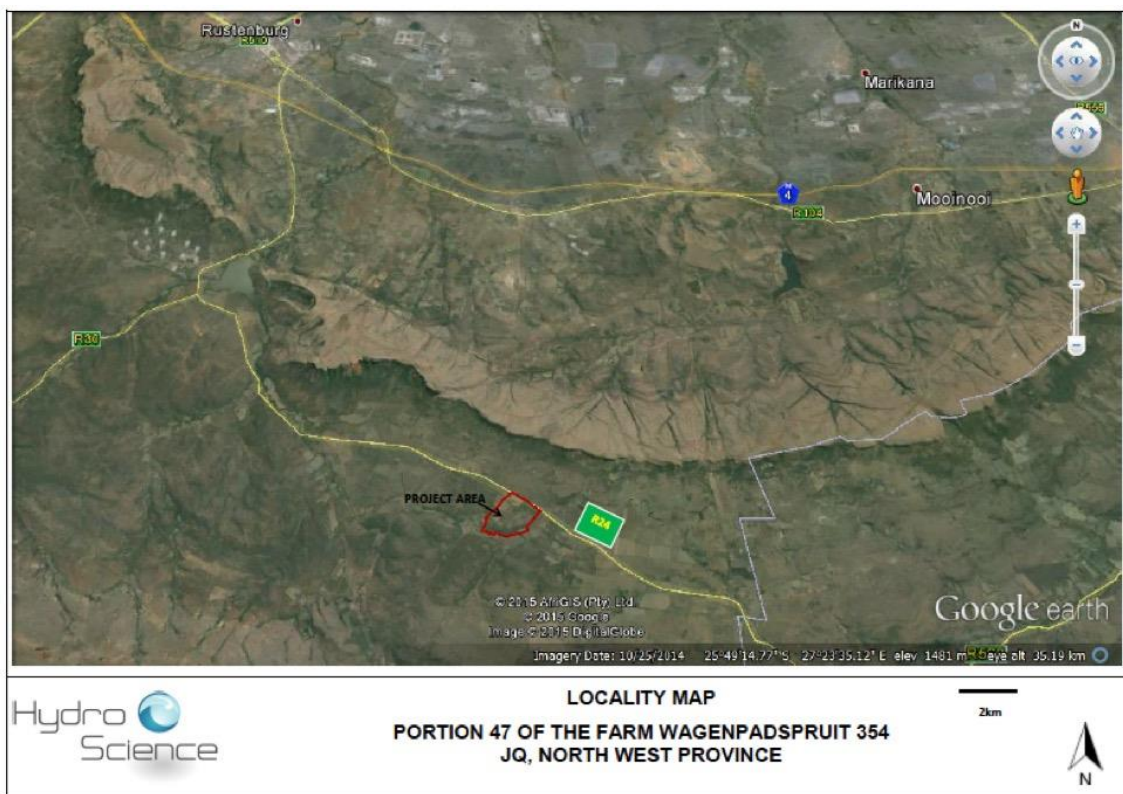 Rustenburg
R510
N
Marikana
R556
4
R104
Mooinooi
R30
PROJECT AREA
R24
© 2015 AfriGIS (Pty) Ltd.
© 2015 Google
Image © 2015 DigitalGlobe
Google earth
Imagery Date: 10/25/2014 25°49'14.77" S 27°23'35.12" E elev 1481 m eye alt 35.19 km
Hydro
Science
LOCALITY MAP
PORTION 47 OF THE FARM WAGENPADSPRUIT 354
JQ, NORTH WEST PROVINCE
2km
N